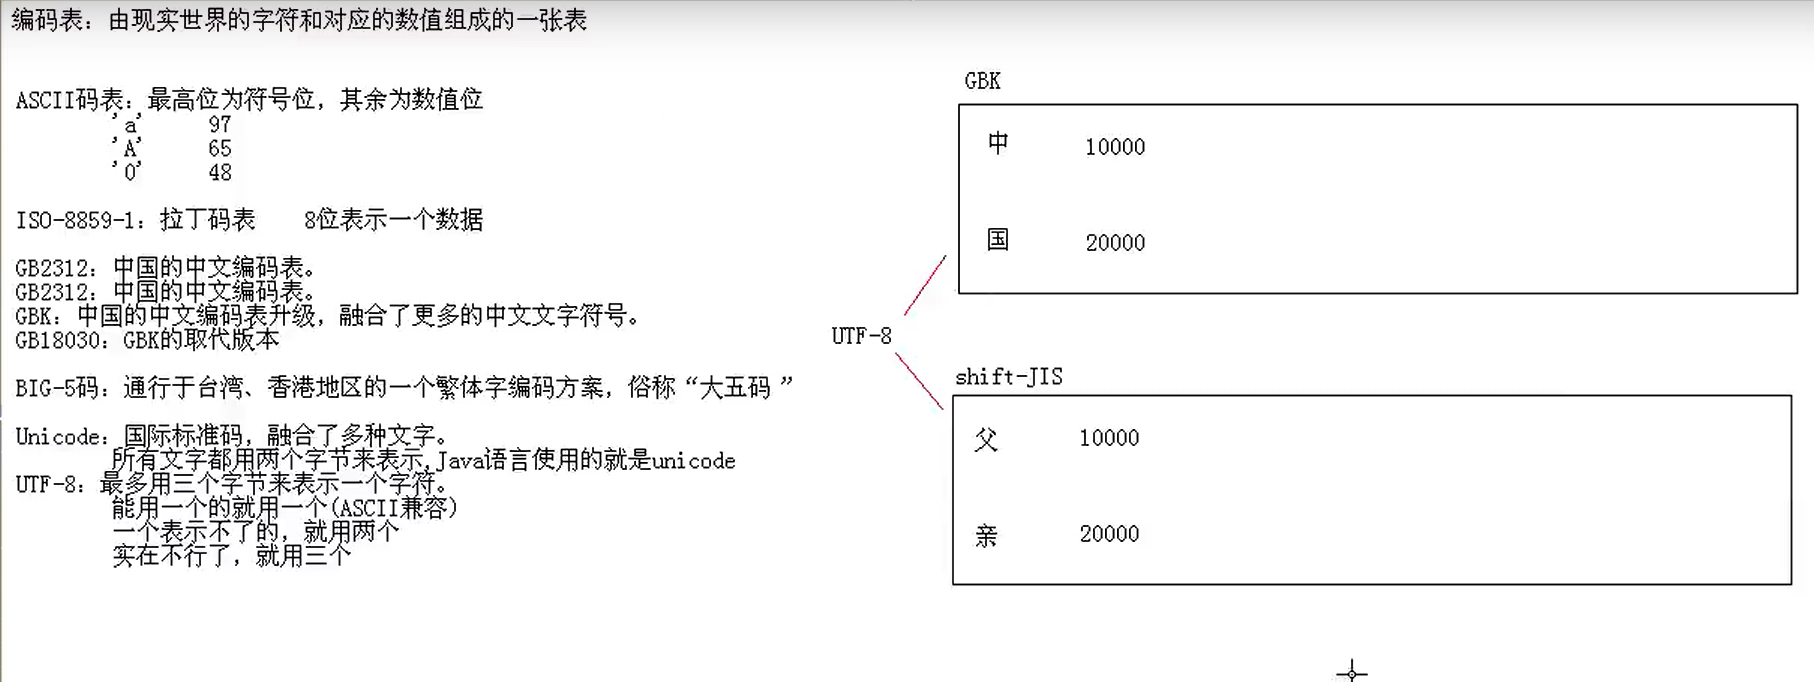 编码表：由现实世界的字符和对应的数值组成的一张表
ASCII码表：最高位为符号位，其余为数值位
'a' 97
'A' 65
'0' 48
ISO-8859-1：拉丁码表 8位表示一个数据
GB2312：中国的中文编码表。
GB2312：中国的中文编码表。
GBK：中国的中文编码表升级，融合了更多的中文文字符号。
GB18030：GBK的取代版本
BIG-5码：通行于台湾、香港地区的一个繁体字编码方案，俗称“大五码 ”
Unicode：国际标准码，融合了多种文字。
所有文字都用两个字节来表示,Java语言使用的就是unicode
UTF-8：最多用三个字节来表示一个字符。
能用一个的就用一个(ASCII兼容)
一个表示不了的，就用两个
实在不行了，就用三个
UTF-8
GBK
中 10000
国 20000
shift-JIS
父 10000
亲 20000